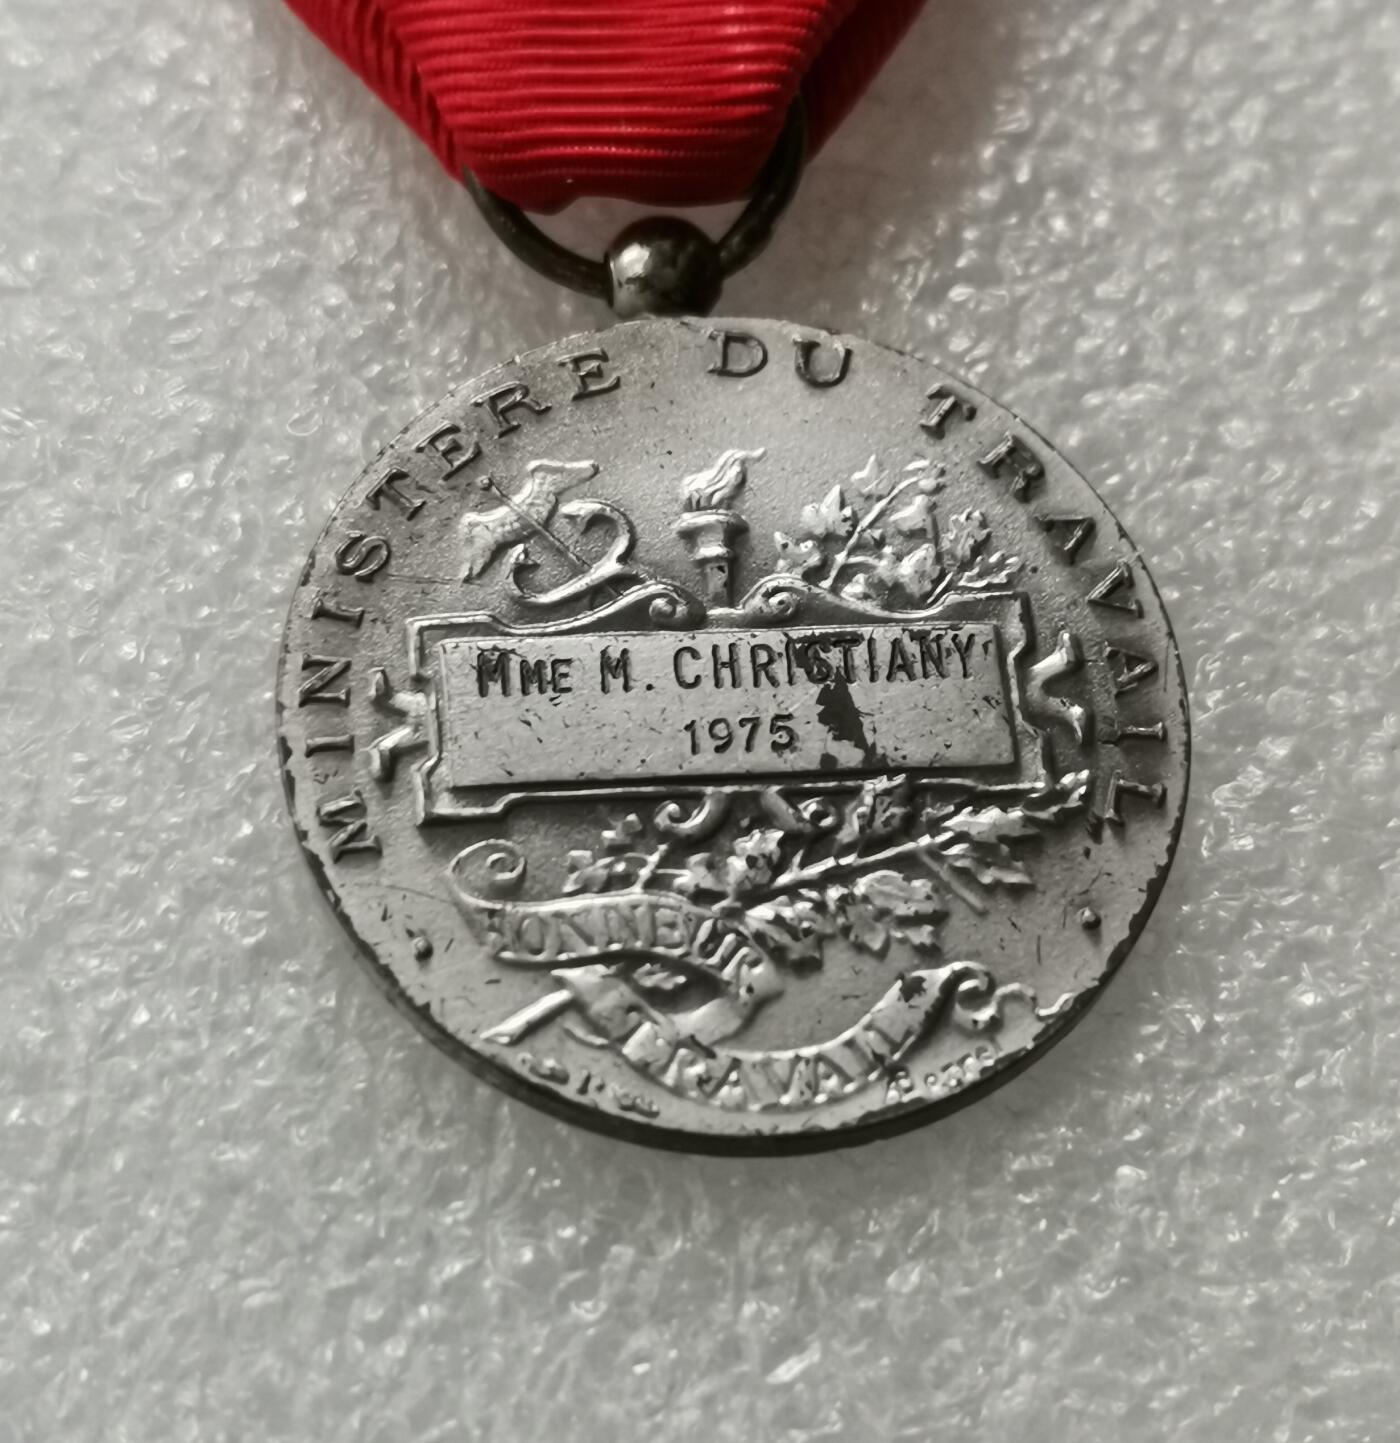 MINISTERE DU TRAVAIL
MME M. CHRISTIANY
1975
HONNEUR
TRAVAIL